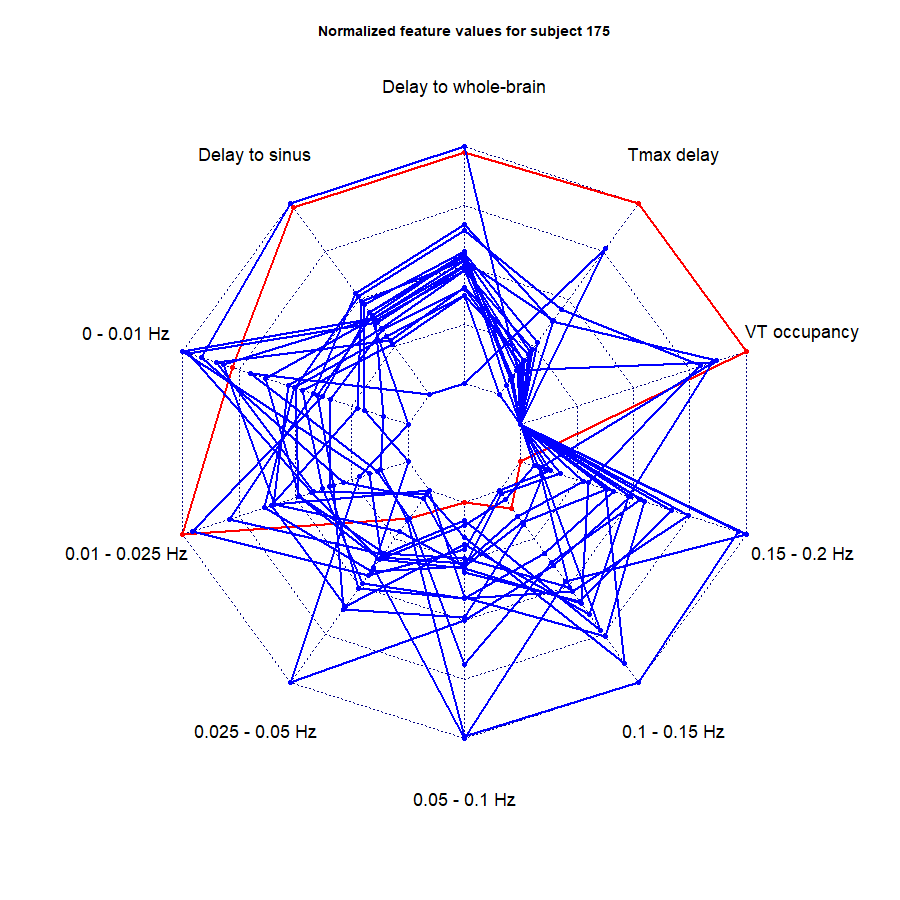 Normalized feature values for subject 175
Delay to whole-brain
Delay to sinus
Tmax delay
0 - 0.01 Hz
VT occupancy
0.01 - 0.025 Hz
0.15 - 0.2 Hz
0.025 - 0.05 Hz
0.1 - 0.15 Hz
0.05 - 0.1 Hz